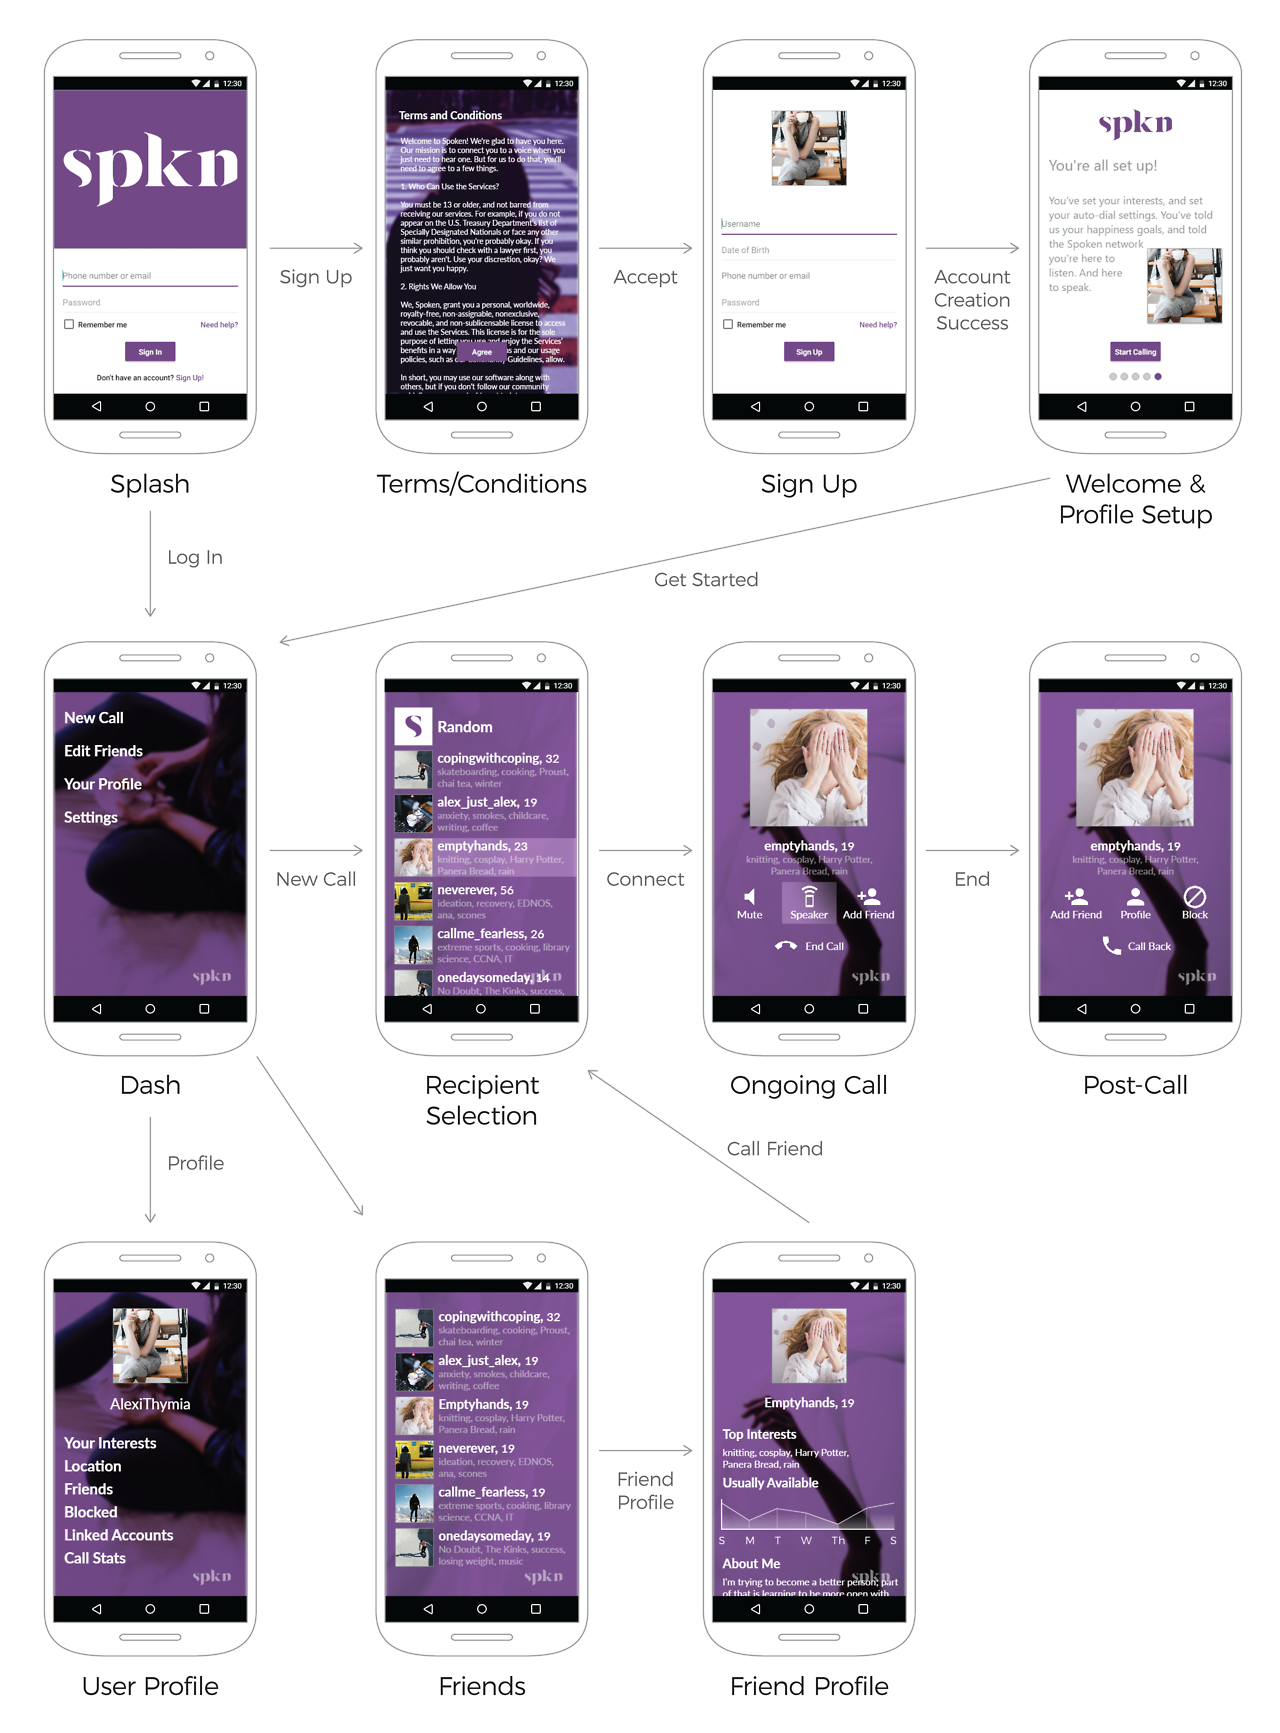 12:30
spkn
Phone number or email
Password
Remember me
Need help?
Sign In
Don't have an account? Sign Up!
Splash
Sign Up
12:30
Terms and Conditions
Welcome to Spoken! We're glad to have you here.
Our mission is to connect you to a voice when you
just need to hear one. But for us to do that, you'll
need to agree to a few things.
1. Who Can Use the Services?
You must be 13 or older, and not barred from
receiving our services. For example, if you do not
appear on the U.S. Treasury Department's list of
Specially Designated Nationals or face any other
similar prohibition, you're probably okay. If you
think you should check with a lawyer first, you
probably aren't. Use your discrestion, okay? We
just want you happy.
2. Rights We Allow You
We, Spoken, grant you a personal, worldwide,
royalty-free, non-assignable, nonexclusive,
revocable, and non-sublicensable license to access
and use the Services. This license is for the sole
purpose of letting you use and enjoy the Services'
benefits in a way
and our usage
policies, such as
Guidelines, allow.
Agree
In short, you may use our software along with
others, but if you don't follow our community
Terms/Conditions
Accept
12:30
Username
Date of Birth
Phone number or email
Password
Remember me
Need help?
Sign Up
Sign Up
Account
Creation
Success
12:30
spkn
You're all set up!
You've set your interests, and set
your auto-dial settings. You've told
us your happiness goals, and told
the Spoken network
you're here to
listen. And here
to speak.
Start Calling
Welcome &
Profile Setup
Log In
Get Started
12:30
New Call
Edit Friends
Your Profile
Settings
spkn
Dash
New Call
12:30
S
Random
copingwithcoping, 32
skateboarding, cooking, Proust,
chai tea, winter
alex_just_alex, 19
anxiety, smokes, childcare,
writing, coffee
emptyhands, 23
knitting, cosplay, Harry Potter,
Panera Bread, rain
neverever, 56
ideation, recovery, EDNOS,
ana, scones
callme_fearless, 26
extreme sports, cooking, library
science, CCNA, IT
onedaysomeday, 14
No Doubt, The Kinks, success,
spkn
Recipient
Selection
Connect
12:30
emptyhands, 19
knitting, cosplay, Harry Potter,
Panera Bread, rain
Mute
Speaker
Add Friend
End Call
spkn
Ongoing Call
End
12:30
emptyhands, 19
knitting, cosplay, Harry Potter,
Panera Bread, rain
Add Friend
Profile
Block
Call Back
spkn
Post-Call
Profile
Call Friend
12:30
AlexiThymia
Your Interests
Location
Friends
Blocked
Linked Accounts
Call Stats
spkn
User Profile
12:30
copingwithcoping, 32
skateboarding, cooking, Proust,
chai tea, winter
alex_just_alex, 19
anxiety, smokes, childcare,
writing, coffee
Emptyhands, 19
knitting, cosplay, Harry Potter,
Panera Bread, rain
neverever, 19
ideation, recovery, EDNOS,
ana, scones
callme_fearless, 19
extreme sports, cooking, library
science, CCNA, IT
onedaysomeday, 19
No Doubt, The Kinks, success,
losing weight, music
spkn
Friends
Friend
Profile
12:30
Emptyhands, 19
Top Interests
knitting, cosplay, Harry Potter,
Panera Bread, rain
Usually Available
S M T W Th F S
About Me
I'm trying to become a better person; part
of that is learning to be more open with
spkn
Friend Profile